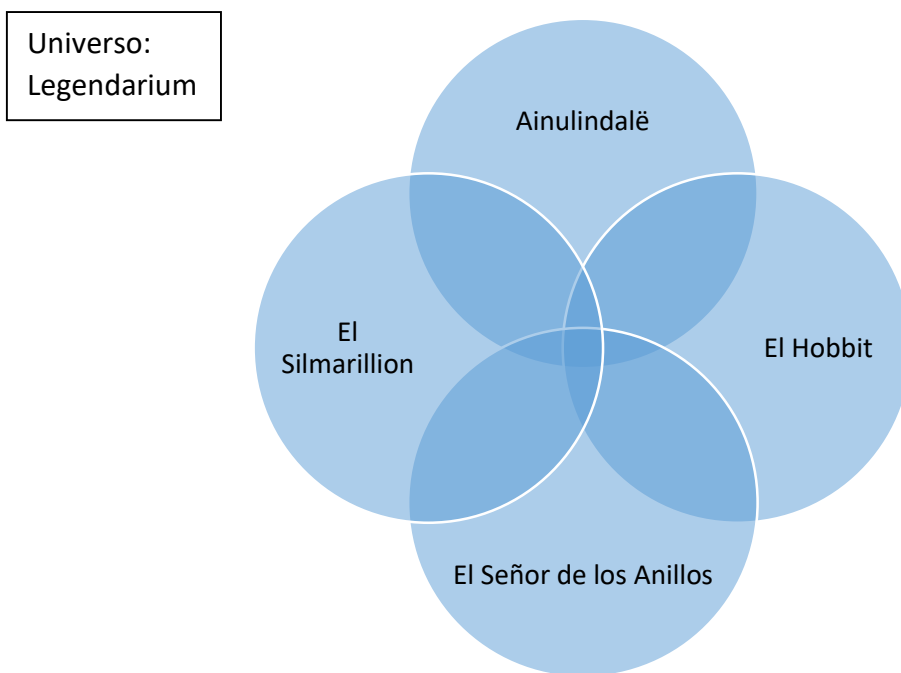 Universo:
Legendarium
Ainulindalë
El
Silmarillion
El Hobbit
El Señor de los Anillos